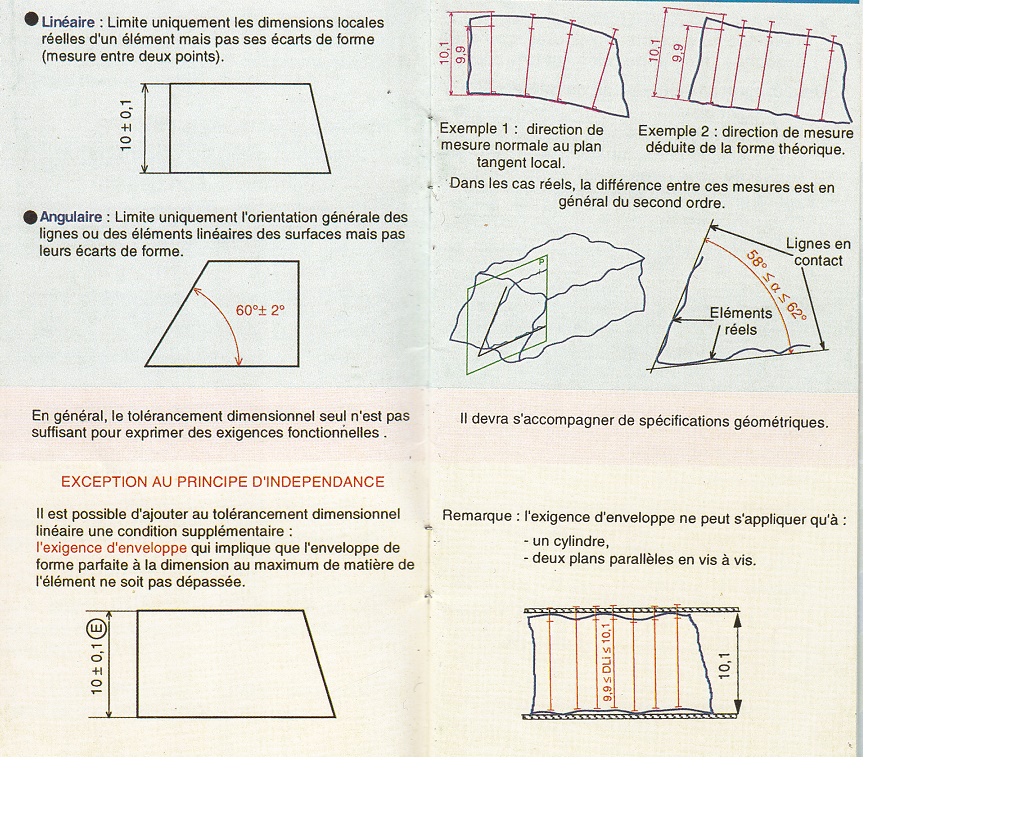 Linéaire : Limite uniquement les dimensions locales
réelles d'un élément mais pas ses écarts de forme
(mesure entre deux points).
10 ± 0,1
10,1
9,9
10,1
9,9
Exemple 1 : direction de
mesure normale au plan
tangent local.
Exemple 2 : direction de mesure
déduite de la forme théorique.
Dans les cas réels, la différence entre ces mesures est en
général du second ordre.
Angulaire : Limite uniquement l'orientation générale des
lignes ou des éléments linéaires des surfaces mais pas
leurs écarts de forme.
60°± 2°
P
58° ≤ α ≤ 62°
Lignes en
contact
Eléments
réels
En général, le tolérancement dimensionnel seul n'est pas
suffisant pour exprimer des exigences fonctionnelles .
Il devra s'accompagner de spécifications géométriques.
EXCEPTION AU PRINCIPE D'INDEPENDANCE
Il est possible d'ajouter au tolérancement dimensionnel
linéaire une condition supplémentaire :
l'exigence d'enveloppe qui implique que l'enveloppe de
forme parfaite à la dimension au maximum de matière de
l'élément ne soit pas dépassée.
10 ± 0,1 Ⓔ
Remarque : l'exigence d'enveloppe ne peut s'appliquer qu'à :
- un cylindre,
- deux plans parallèles en vis à vis.
9,9 ≤ DLi ≤ 10,1
10,1